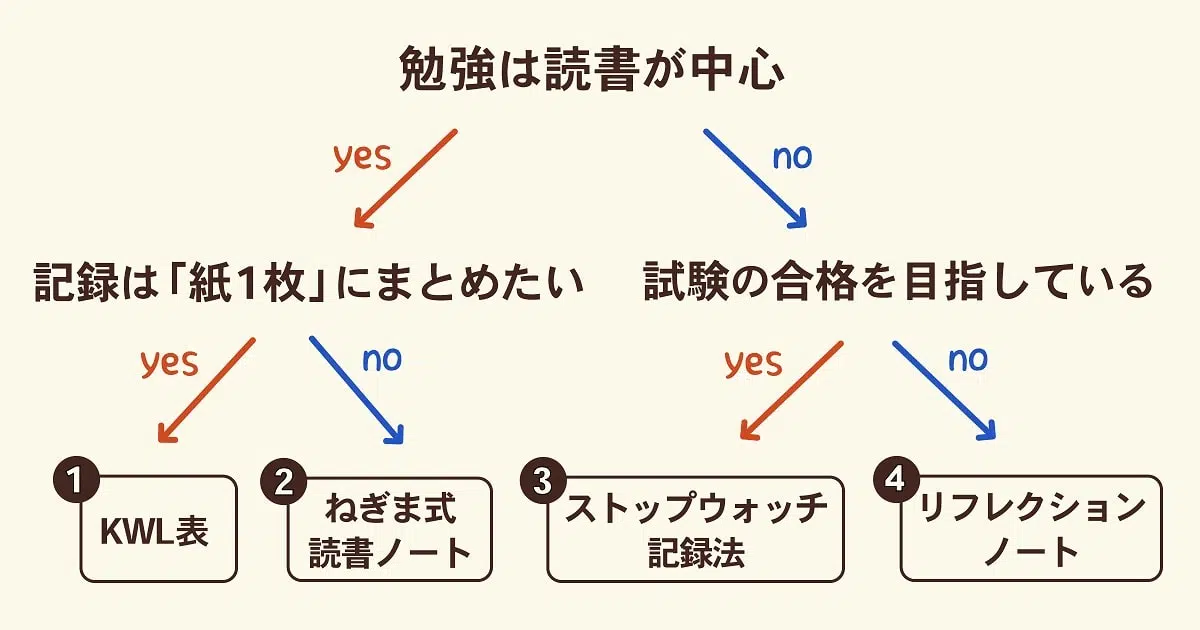 勉強は読書が中心
yes
no
記録は「紙1枚」にまとめたい
試験の合格を目指している
yes
no
yes
no
1
KWL表
2
ねぎま式
読書ノート
3
ストップウォッチ
記録法
4
リフレクション
ノート